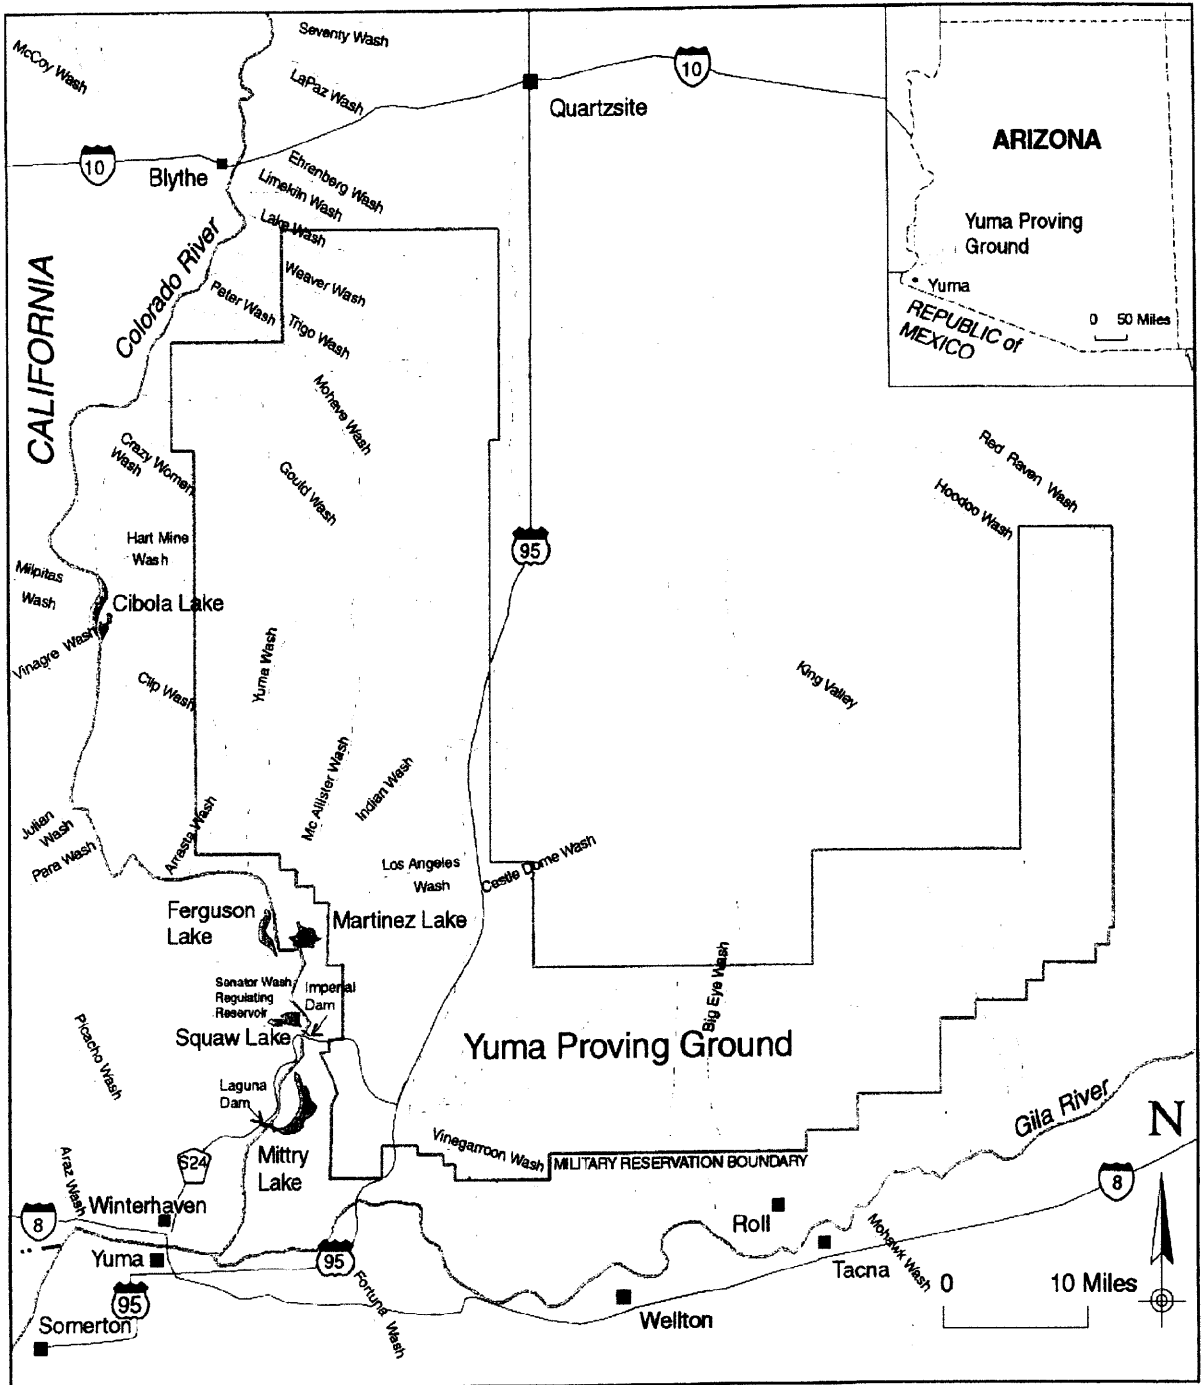 McCoy Wash
Seventy Wash
LaPaz Wash
10
Quartzsite
10
Blythe
Ehrenberg Wash
Limekiln Wash
Lake Wash
Weaver Wash
Peter Wash
Trigo Wash
Colorado River
CALIFORNIA
ARIZONA
Yuma Proving
Ground
Yuma
REPUBLIC of
MEXICO
0 50 Miles
Mohave Wash
Crazy Women
Wash
Gould Wash
Red Raven Wash
Hoodoo Wash
Hart Mine
Wash
95
Milpitas
Wash
Cibola Lake
Vinagre Wash
Clip Wash
Yuma Wash
King Valley
Mc Allister Wash
Indian Wash
Julian
Wash
Para Wash
Arrasta Wash
Los Angeles
Wash
Castle Dome Wash
Ferguson
Lake
Martinez Lake
Senator Wash
Regulating
Reservoir
Imperial
Dam
Squaw Lake
Big Eye Wash
Yuma Proving Ground
Picacho Wash
Laguna
Dam
Gila River
N
Mittry
Lake
Vinegarroon Wash
MILITARY RESERVATION BOUNDARY
S24
Araz Wash
Winterhaven
8
8
Roll
Yuma
95
Mohawk Wash
Tacna
0 10 Miles
95
Fortuna Wash
Wellton
Somerton